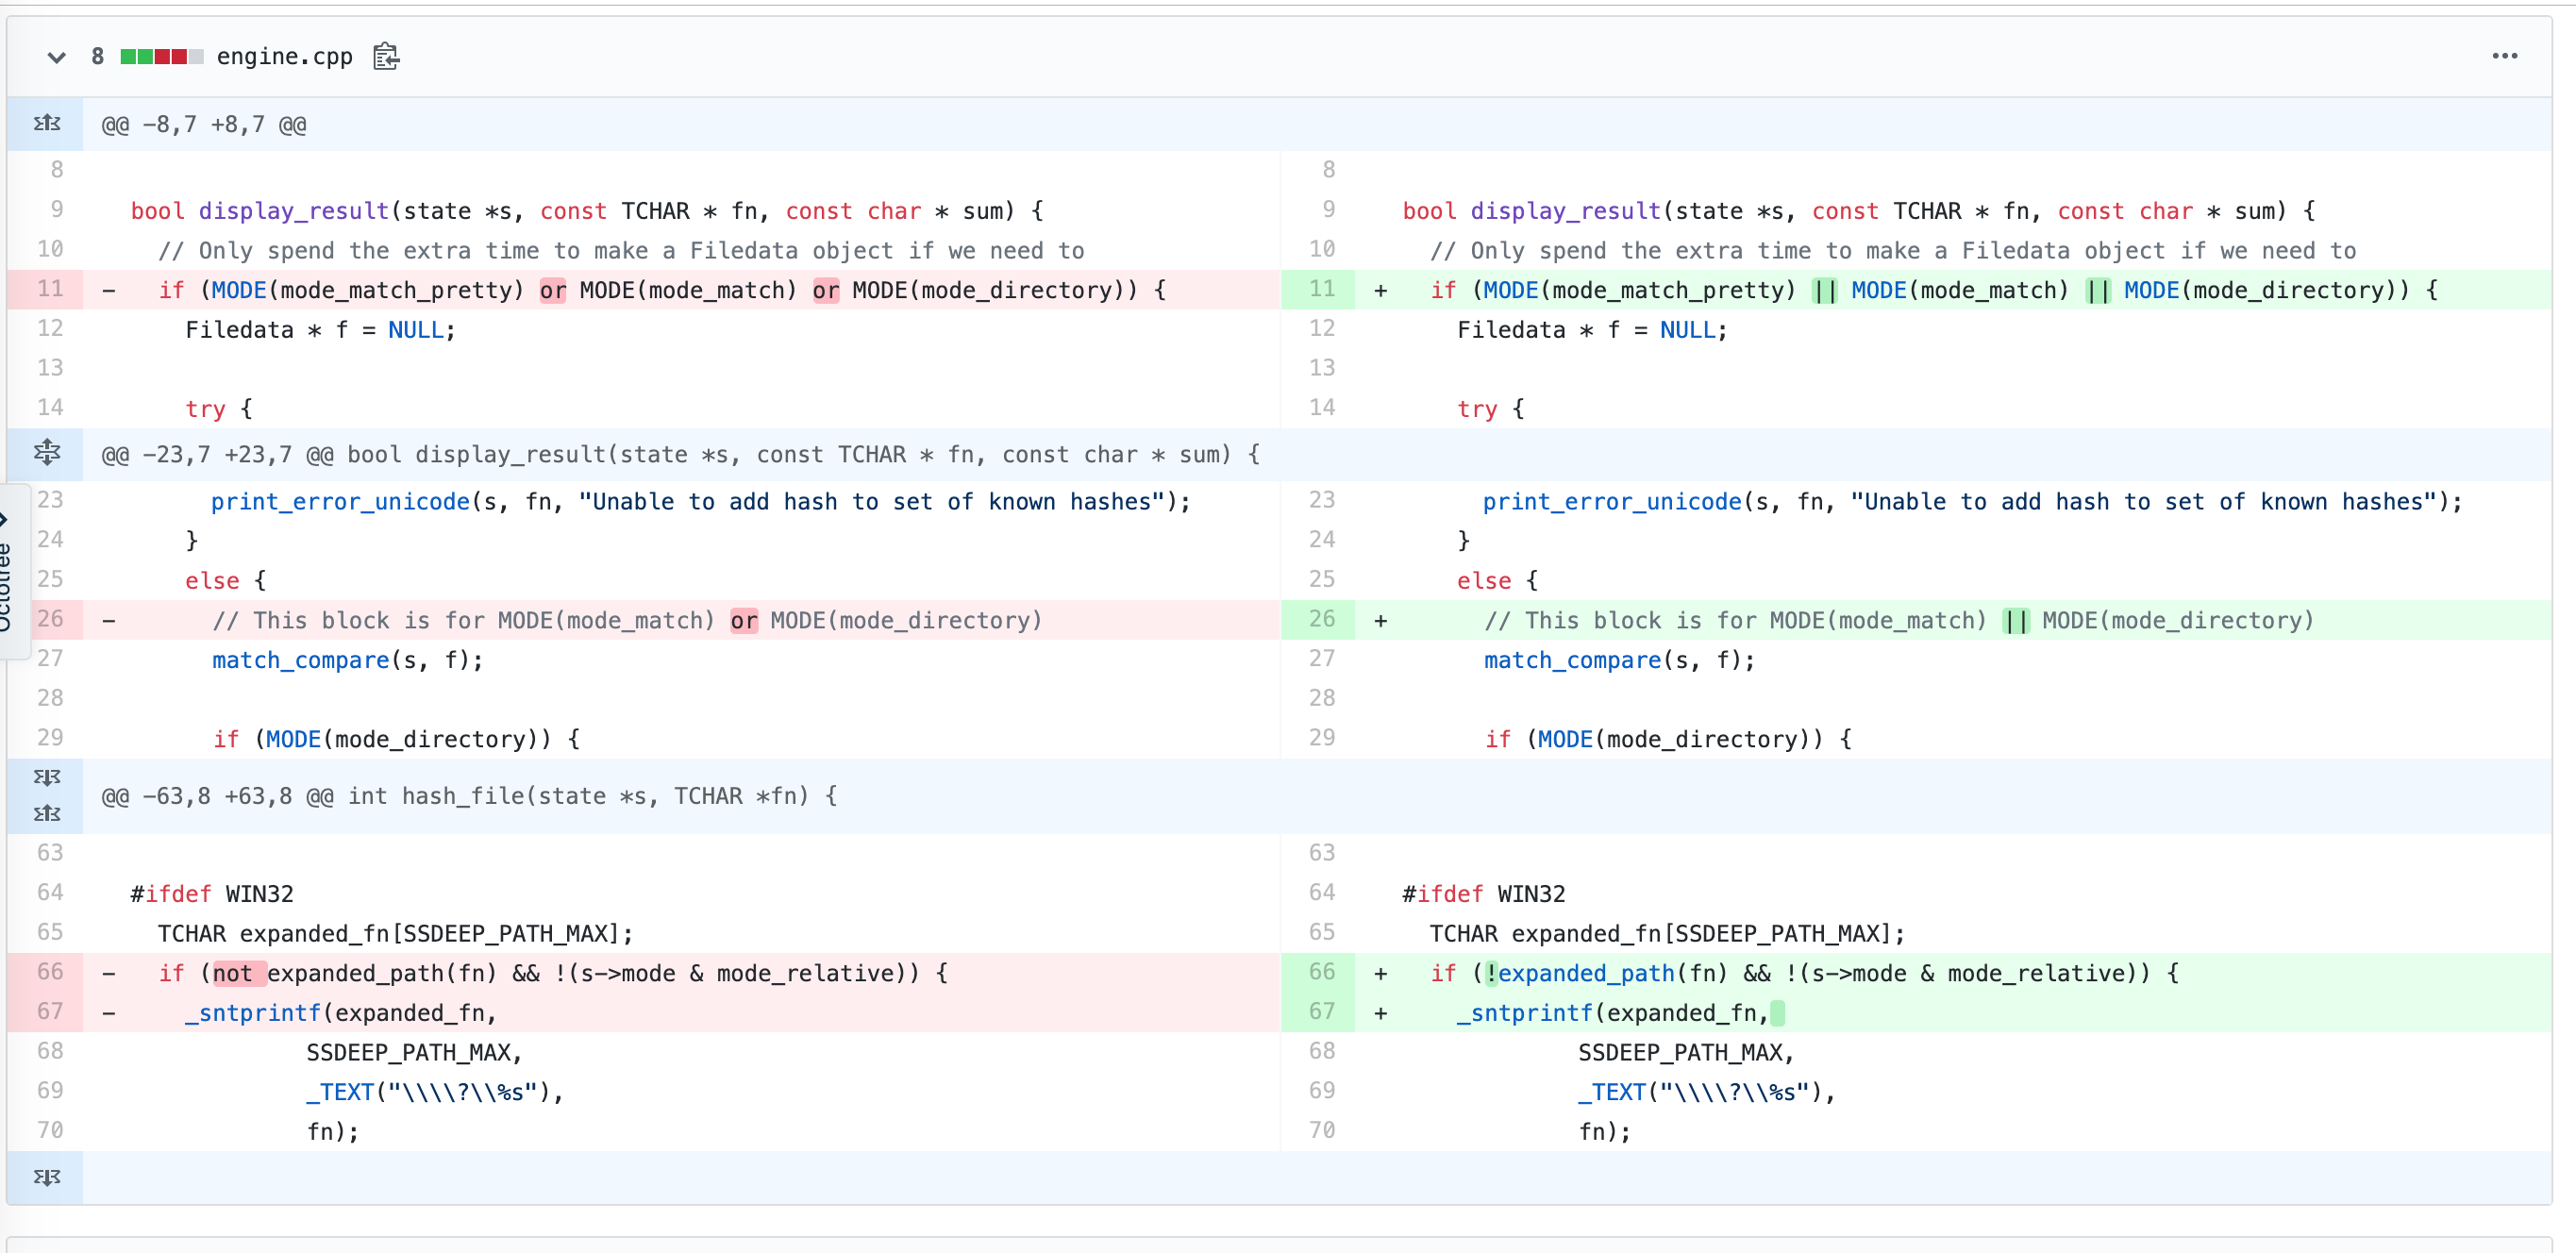 8 engine.cpp
@@ -8,7 +8,7 @@
8
9 bool display_result(state *s, const TCHAR * fn, const char * sum) {
10 // Only spend the extra time to make a Filedata object if we need to
11 - if (MODE(mode_match_pretty) or MODE(mode_match) or MODE(mode_directory)) {
12 Filedata * f = NULL;
13
14 try {
8
9 bool display_result(state *s, const TCHAR * fn, const char * sum) {
10 // Only spend the extra time to make a Filedata object if we need to
11 + if (MODE(mode_match_pretty) || MODE(mode_match) || MODE(mode_directory)) {
12 Filedata * f = NULL;
13
14 try {
@@ -23,7 +23,7 @@ bool display_result(state *s, const TCHAR * fn, const char * sum) {
23 print_error_unicode(s, fn, "Unable to add hash to set of known hashes");
24 }
25 else {
26 - // This block is for MODE(mode_match) or MODE(mode_directory)
27 match_compare(s, f);
28
29 if (MODE(mode_directory)) {
23 print_error_unicode(s, fn, "Unable to add hash to set of known hashes");
24 }
25 else {
26 + // This block is for MODE(mode_match) || MODE(mode_directory)
27 match_compare(s, f);
28
29 if (MODE(mode_directory)) {
@@ -63,8 +63,8 @@ int hash_file(state *s, TCHAR *fn) {
63
64 #ifdef WIN32
65 TCHAR expanded_fn[SSDEEP_PATH_MAX];
66 - if (not expanded_path(fn) && !(s->mode & mode_relative)) {
67 - _sntprintf(expanded_fn,
68 SSDEEP_PATH_MAX,
69 _TEXT("\\\\?\\%s"),
70 fn);
63
64 #ifdef WIN32
65 TCHAR expanded_fn[SSDEEP_PATH_MAX];
66 + if (!expanded_path(fn) && !(s->mode & mode_relative)) {
67 + _sntprintf(expanded_fn,
68 SSDEEP_PATH_MAX,
69 _TEXT("\\\\?\\%s"),
70 fn);
Octotree